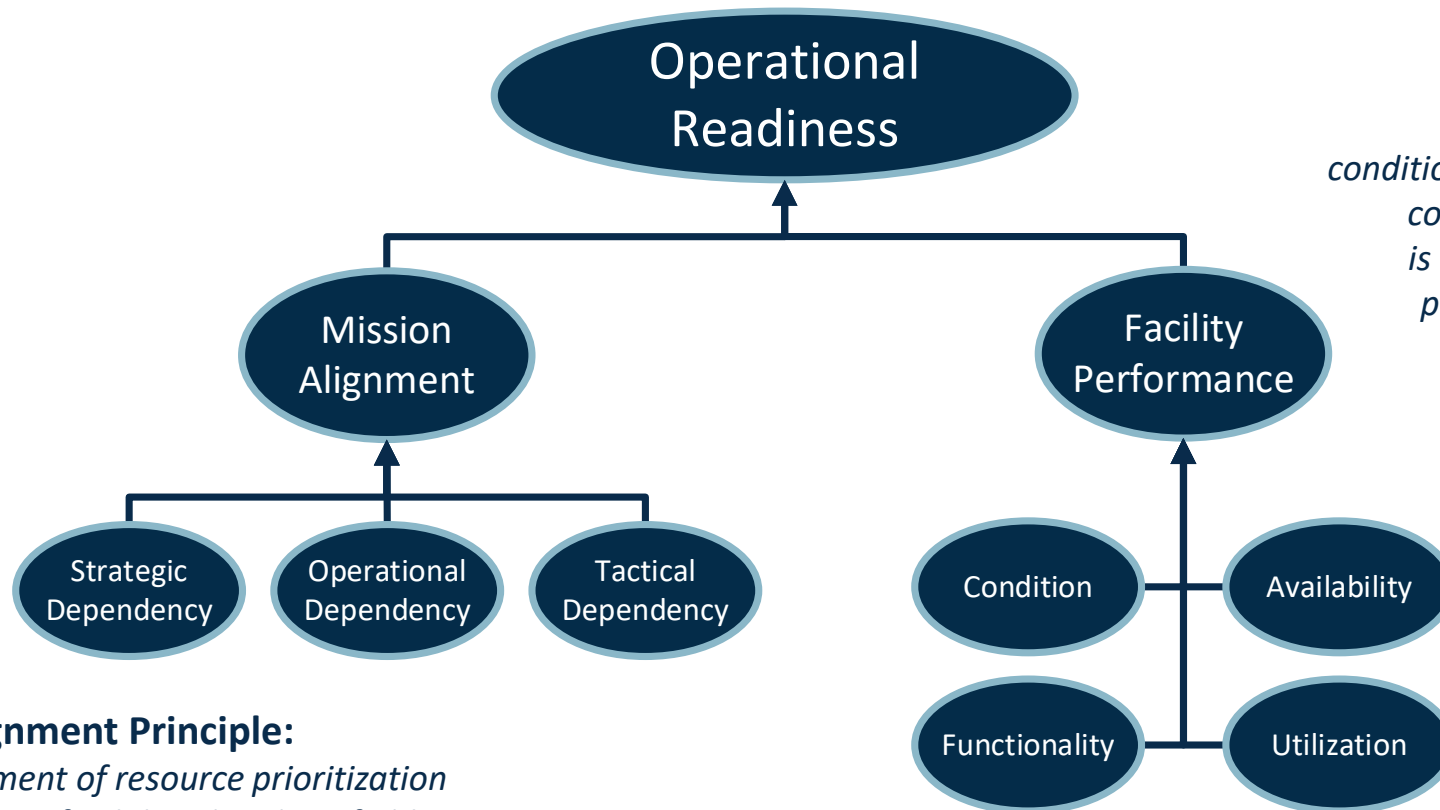 Operational
Readiness
conditio
co
is
p
Mission
Alignment
Facility
Performance
Strategic
Dependency
Operational
Dependency
Tactical
Dependency
Condition
Availability
Functionality
Utilization
gnment Principle:
ment of resource prioritization